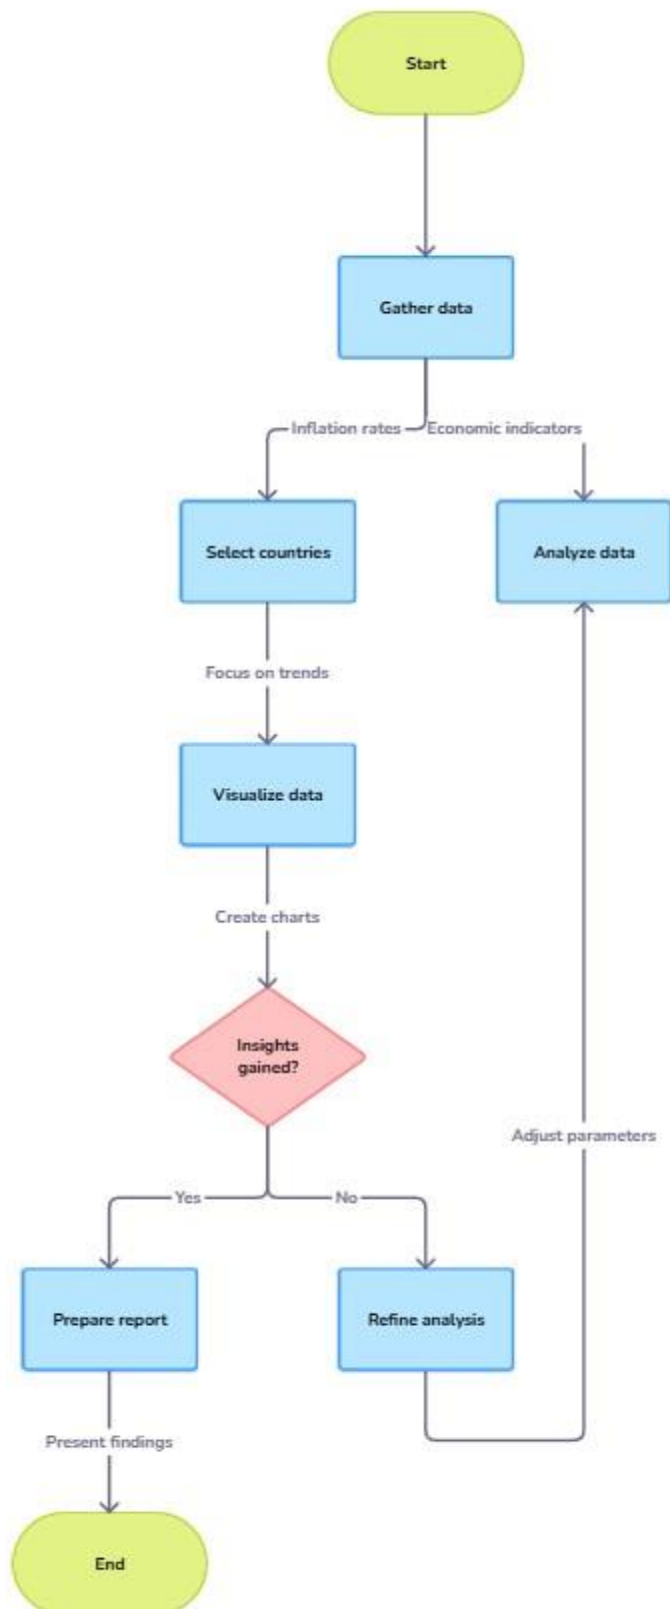 Start
Gather data
Inflation rates
Economic indicators
Select countries
Analyze data
Focus on trends
Visualize data
Create charts
Insights
gained?
Adjust parameters
Yes
No
Prepare report
Refine analysis
Present findings
End